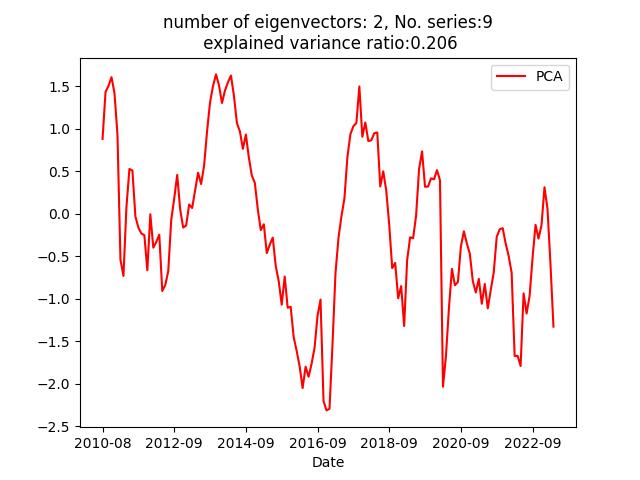 number of eigenvectors: 2, No. series:9
explained variance ratio:0.206
PCA
1.5
1.0
0.5
0.0
−0.5
−1.0
−1.5
−2.0
−2.5
2010-08 2012-09 2014-09 2016-09 2018-09 2020-09 2022-09
Date